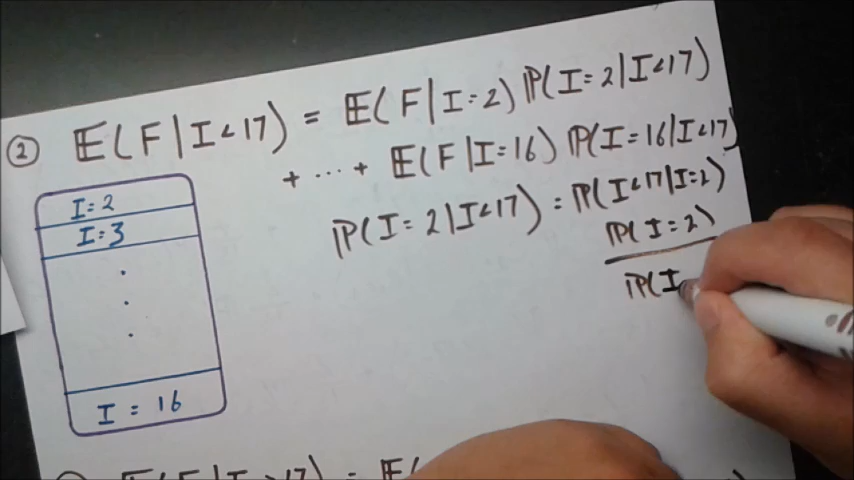 ② 𝔼(F|I<17) = 𝔼(F|I=2) ℙ(I=2|I<17)
+ ... + 𝔼(F|I=16) ℙ(I=16|I<17)
ℙ(I=2|I<17) = ℙ(I<17|I=2)
ℙ(I=2)
ℙ(I
I=2
I=3
I = 16